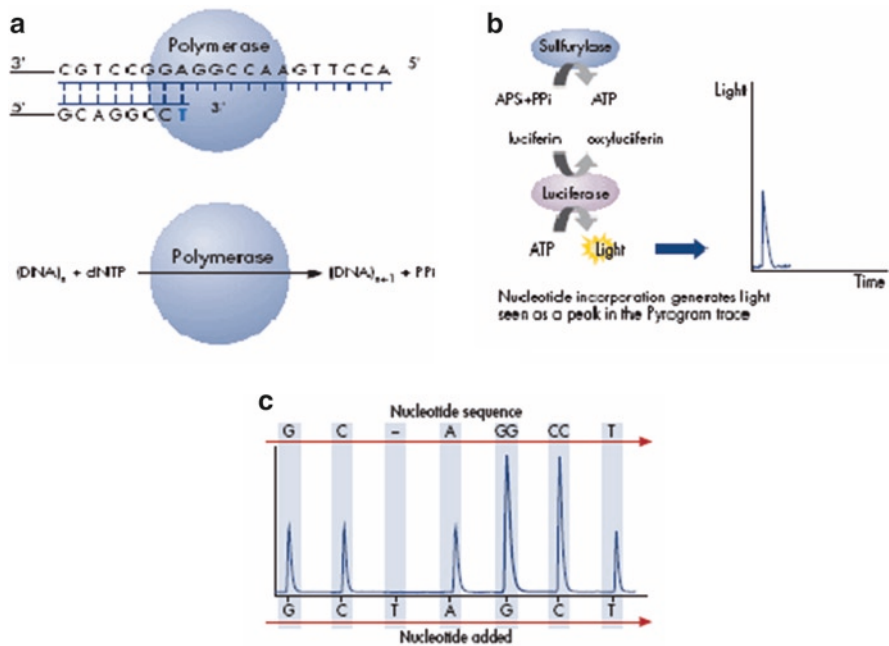 a
Polymerase
3' CGTCCGGAGGCCAAGTTCCA 5'
5' GCAGGCCT 3'
Polymerase
(DNA)n + dNTP (DNA)n+1 + PPi
b
Sulfurylase
APS+PPi ATP
luciferin oxyluciferin
Luciferase
ATP Light
Light
Time
Nucleotide incorporation generates light
seen as a peak in the Pyrogram trace
c
Nucleotide sequence
G C – A GG CC T
G C T A G C T
Nucleotide added